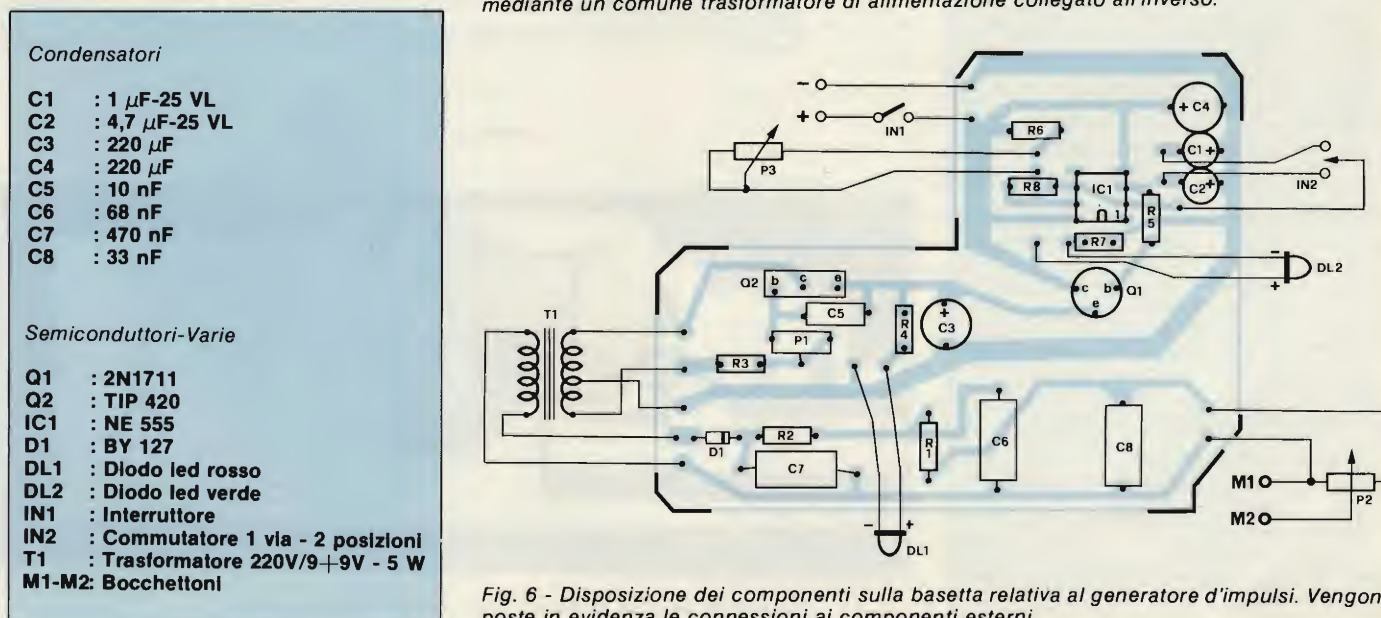 mediante un comune trasformatore di alimentazione collegato all'inverso.
Condensatori
C1 : 1 µF-25 VL
C2 : 4,7 µF-25 VL
C3 : 220 µF
C4 : 220 µF
C5 : 10 nF
C6 : 68 nF
C7 : 470 nF
C8 : 33 nF
Semiconduttori-Varie
Q1 : 2N1711
Q2 : TIP 420
IC1 : NE 555
D1 : BY 127
DL1 : Diodo led rosso
DL2 : Diodo led verde
IN1 : Interruttore
IN2 : Commutatore 1 via - 2 posizioni
T1 : Trasformatore 220V/9+9V - 5 W
M1-M2: Bocchettoni
−
+
IN1
P3
R6
R8
IC1
1
+ C4
C1 +
C2 +
R5
IN2
R7
−
+
DL2
c b
e
Q1
Q2
b c e
C5
P1
R4
+
C3
R3
T1
D1
R2
C7
R1
C6
C8
M1
M2
P2
− +
DL1
Fig. 6 - Disposizione dei componenti sulla basetta relativa al generatore d'impulsi. Vengon
poste in evidenza le connessioni ai componenti esterni.